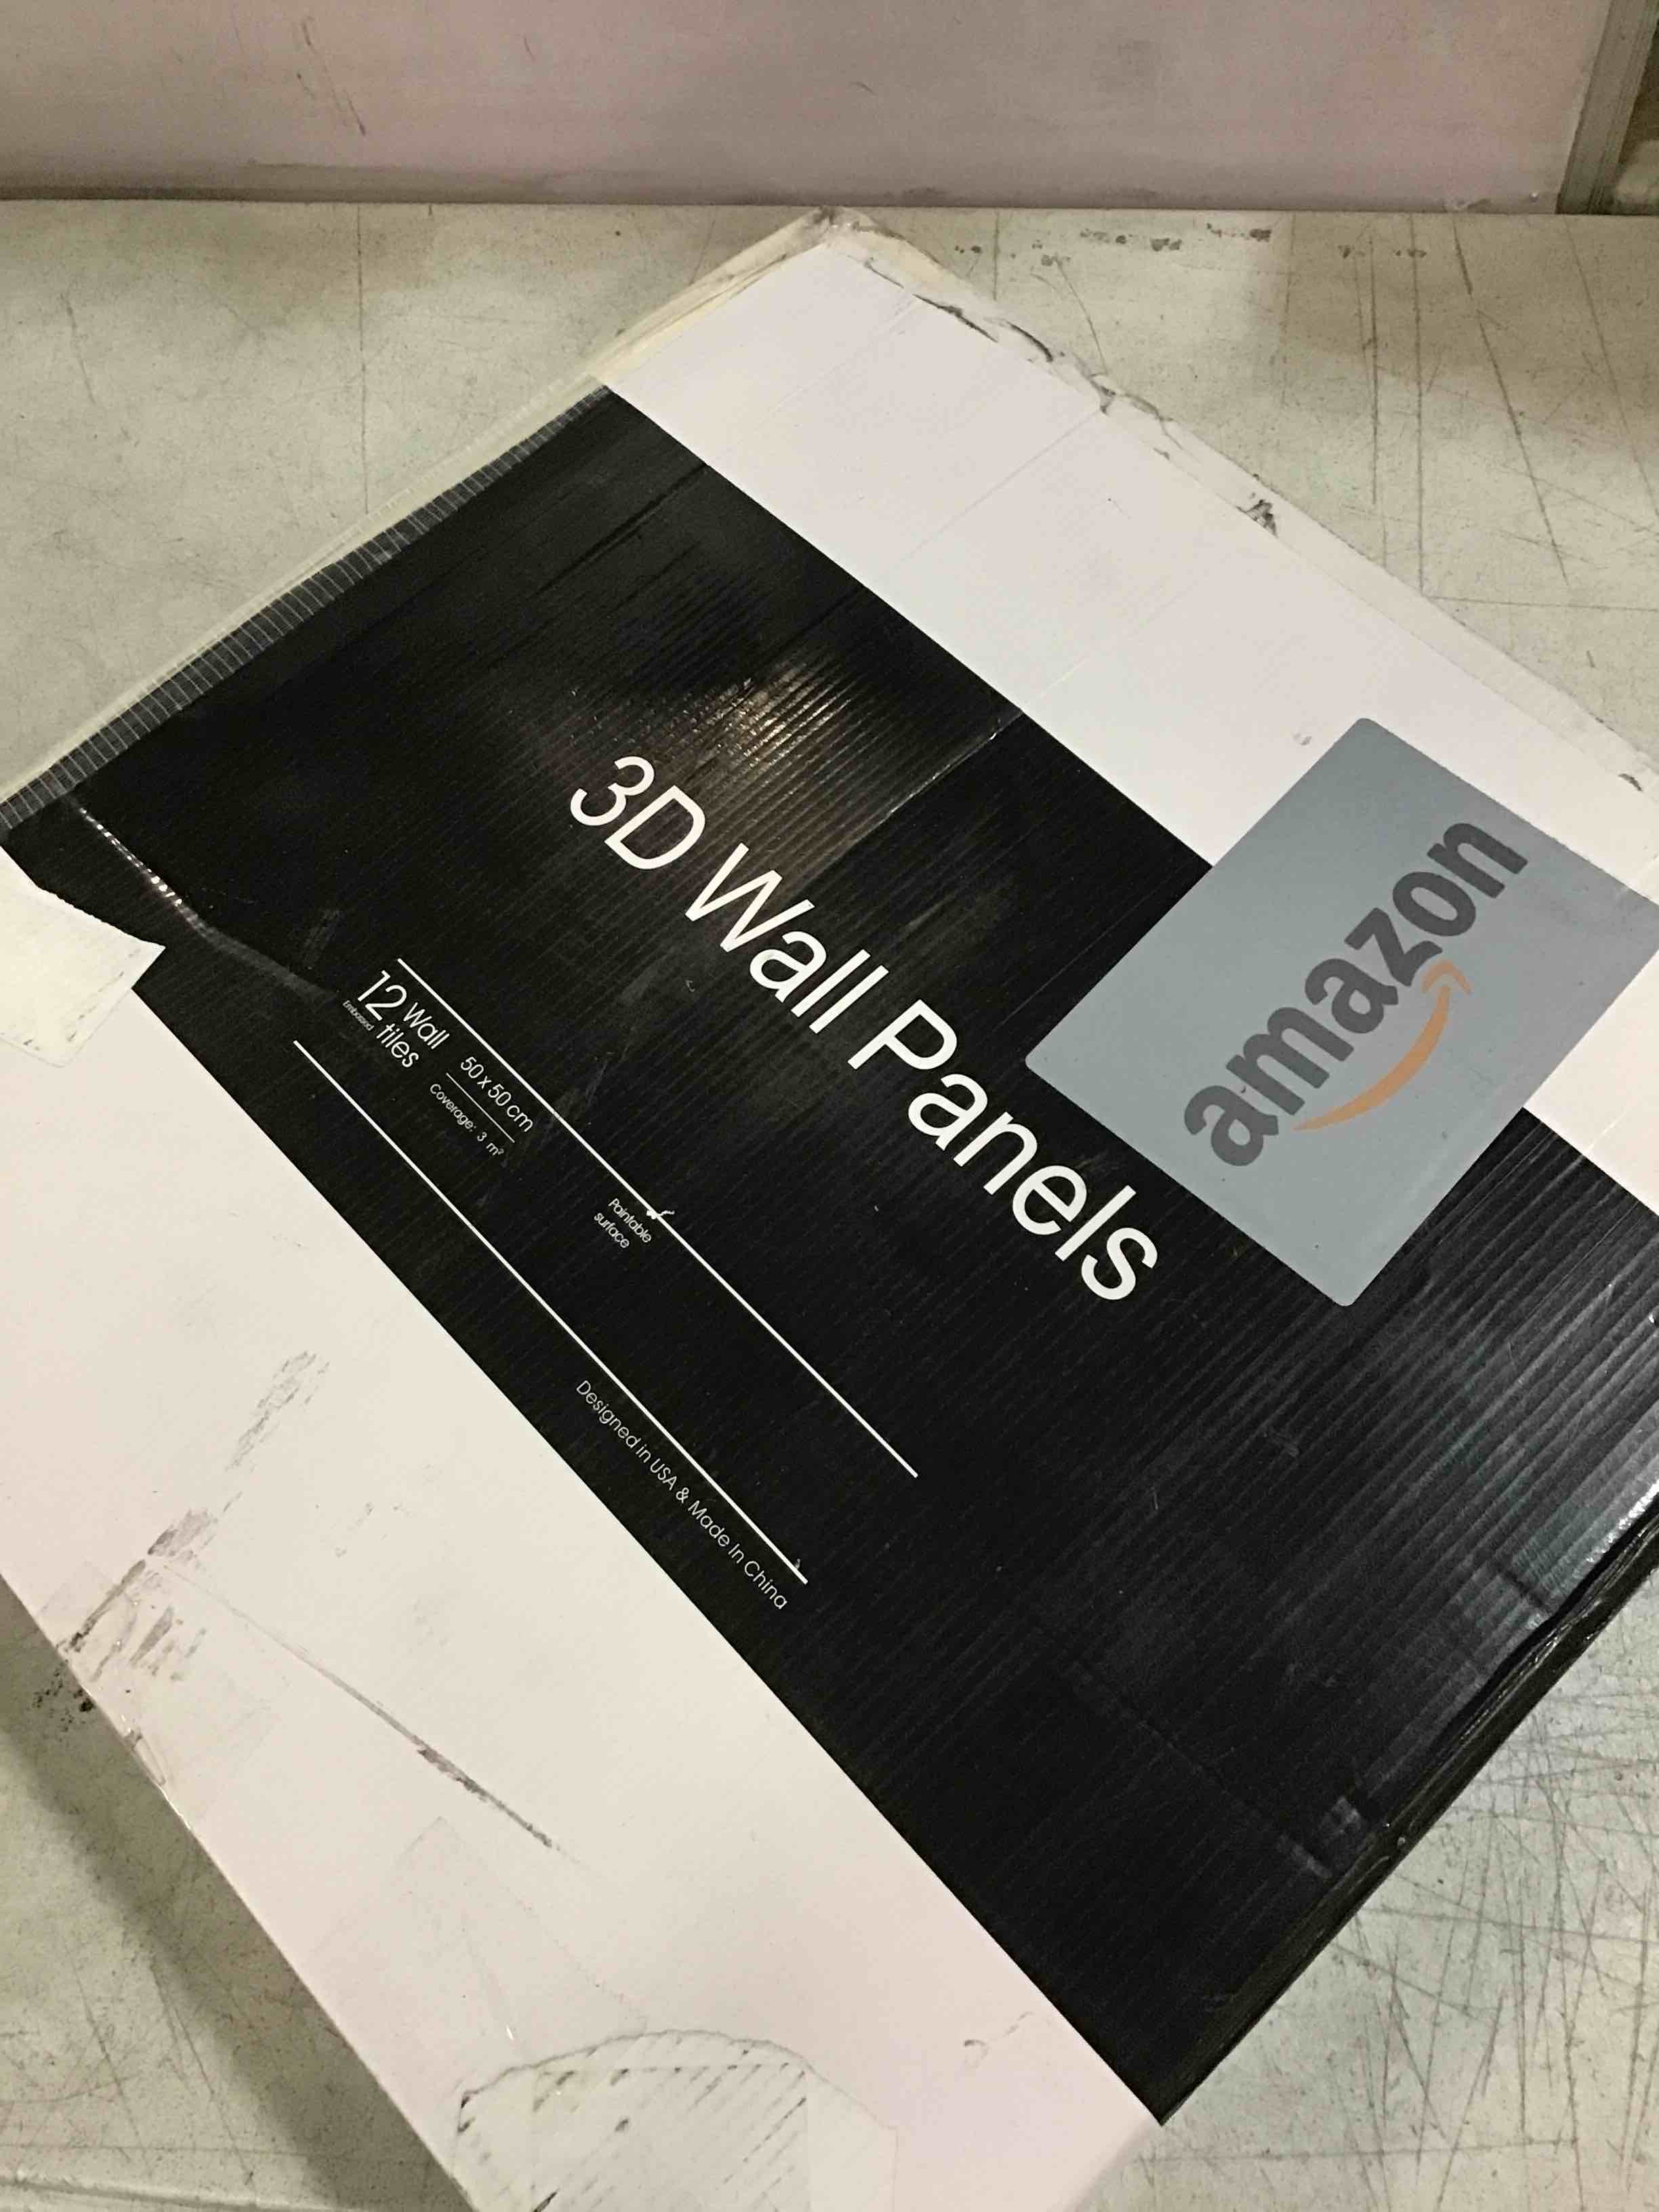 amazon
3D Wall Panels
12 Wall
tiles
Embossed
50 x 50 cm
Coverage: 3 m²
Paintable
surface
Designed in USA & Made In China